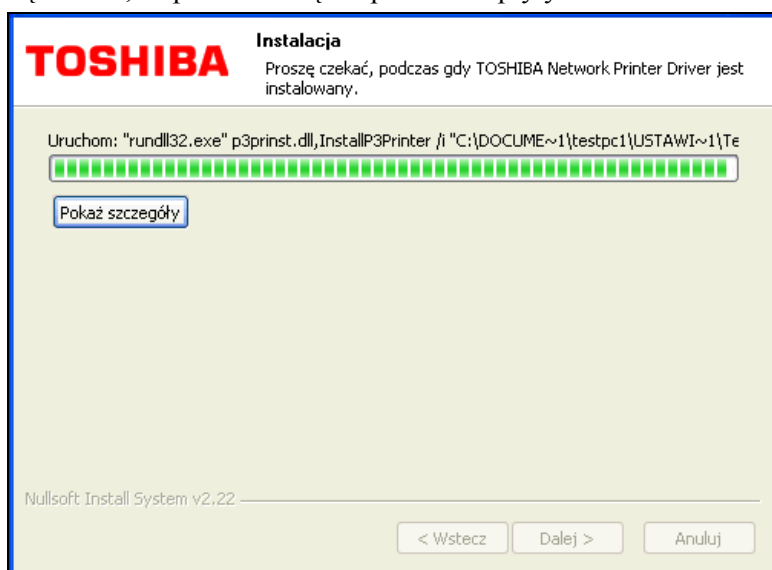 TOSHIBA
Instalacja
Proszę czekać, podczas gdy TOSHIBA Network Printer Driver jest
instalowany.
Uruchom: "rundll32.exe" p3prinst.dll,InstallP3Printer /i "C:\DOCUME~1\testpc1\USTAWI~1\Te
Pokaż szczegóły
Nullsoft Install System v2.22
< Wstecz
Dalej >
Anuluj